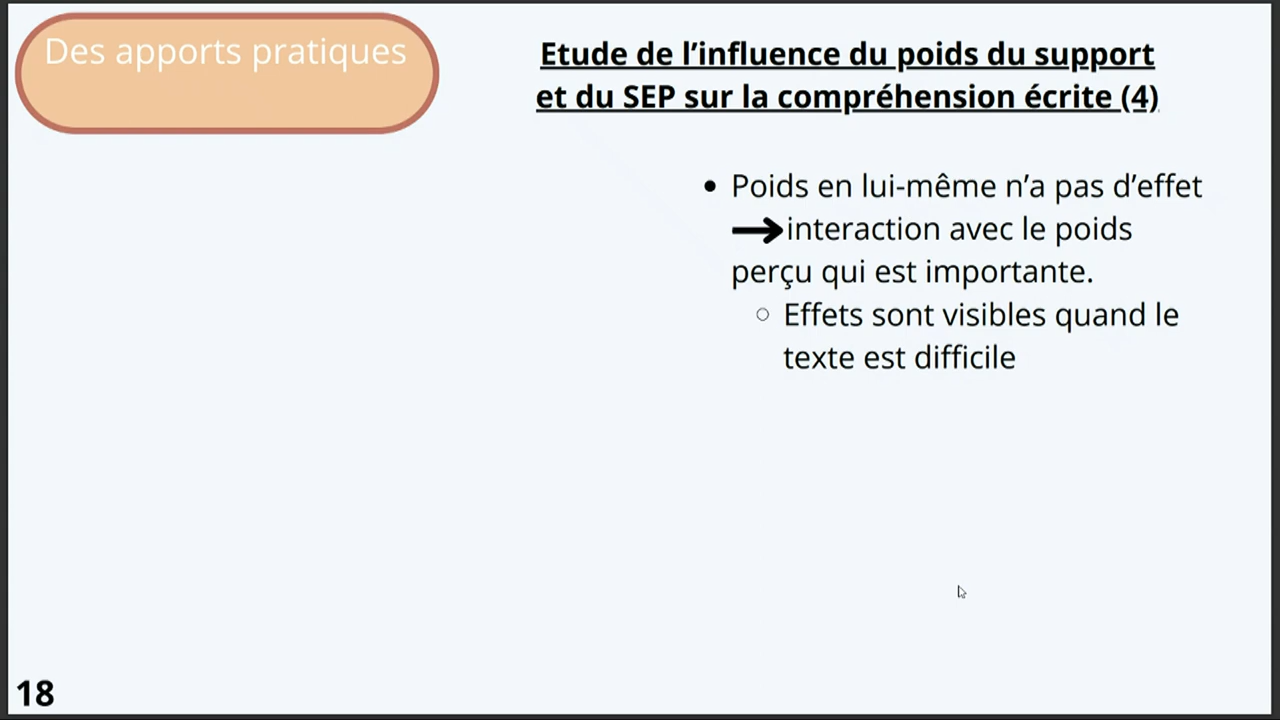 Des apports pratiques
Etude de l’influence du poids du support
et du SEP sur la compréhension écrite (4)
• Poids en lui-même n’a pas d’effet
→interaction avec le poids
perçu qui est importante.
○ Effets sont visibles quand le
texte est difficile
18